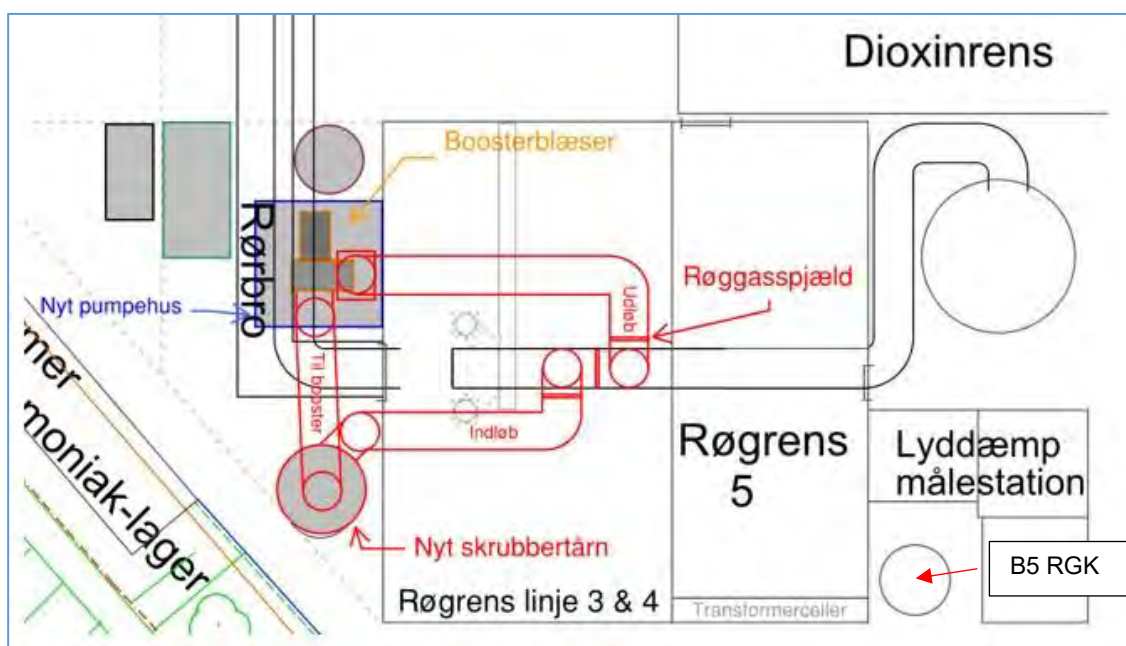 Dioxinrens
Boosterblæser
Rørbro
Røggasspjæld
Udløb
Nyt pumpehus
Til booster
Indløb
mer
moniak-lager
Røgrens
5
Lyddæmp
målestation
Nyt skrubbertårn
B5 RGK
Røgrens linje 3 & 4
Transformerceller